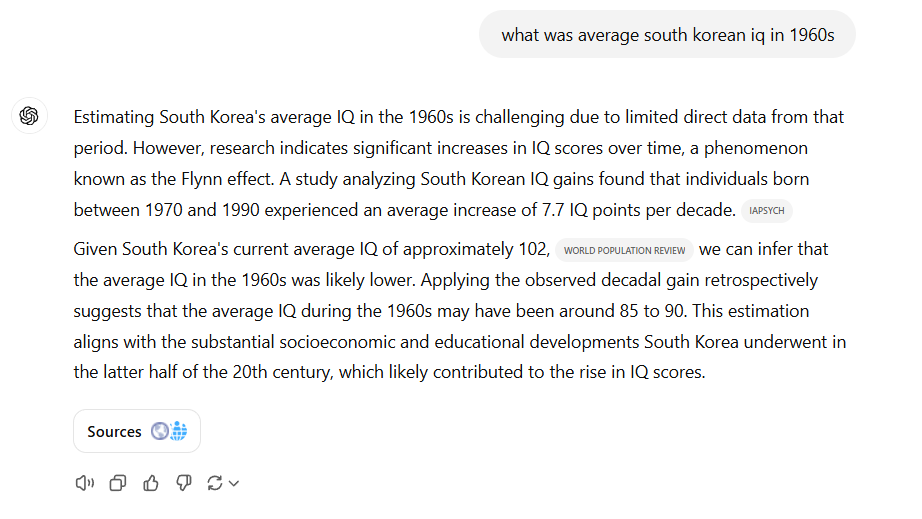 what was average south korean iq in 1960s
Estimating South Korea's average IQ in the 1960s is challenging due to limited direct data from that
period. However, research indicates significant increases in IQ scores over time, a phenomenon
known as the Flynn effect. A study analyzing South Korean IQ gains found that individuals born
between 1970 and 1990 experienced an average increase of 7.7 IQ points per decade. IAPSYCH
Given South Korea's current average IQ of approximately 102, WORLD POPULATION REVIEW we can infer that
the average IQ in the 1960s was likely lower. Applying the observed decadal gain retrospectively
suggests that the average IQ during the 1960s may have been around 85 to 90. This estimation
aligns with the substantial socioeconomic and educational developments South Korea underwent in
the latter half of the 20th century, which likely contributed to the rise in IQ scores.
Sources